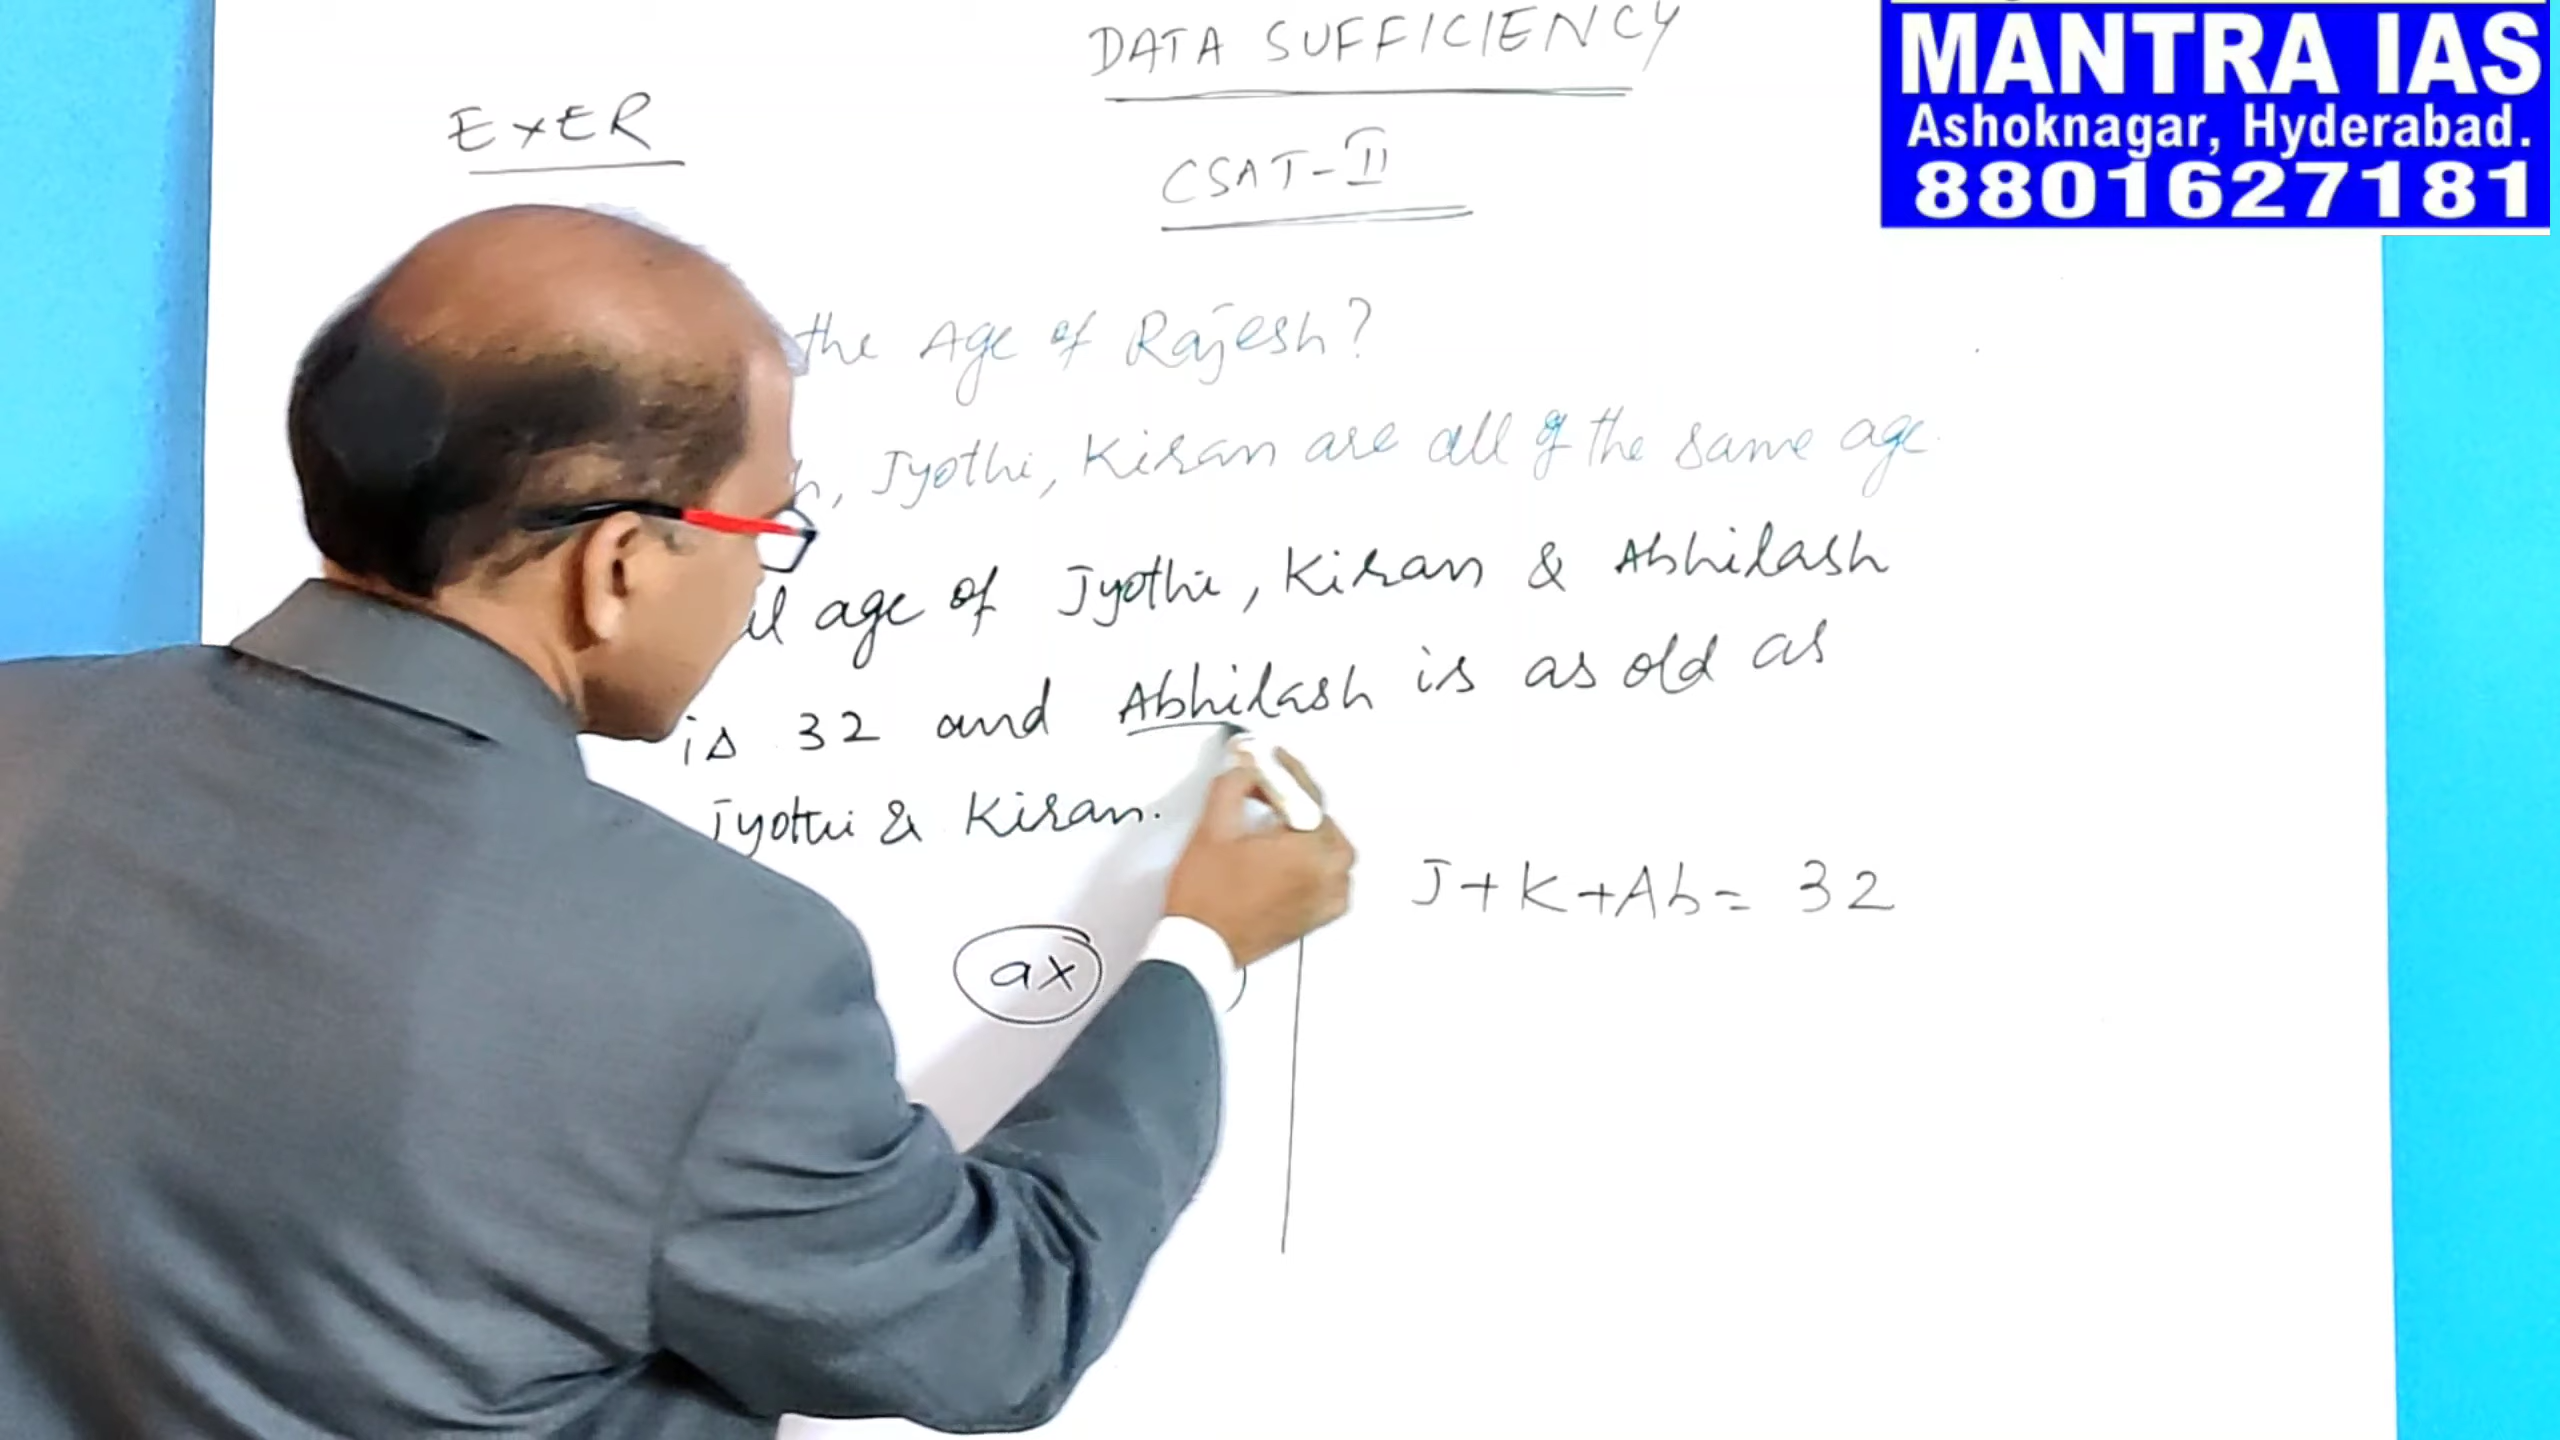 DATA SUFFICIENCY
MANTRA IAS
Ashoknagar, Hyderabad.
8801627181
EXER
CSAT-II
the Age of Rajesh?
Jyothi, Kiran are all of the same age.
age of Jyothi, Kiran & Abhilash
is 32 and Abhilash is as old as
Jyothi & Kiran.
J+K+Ab= 32
ax